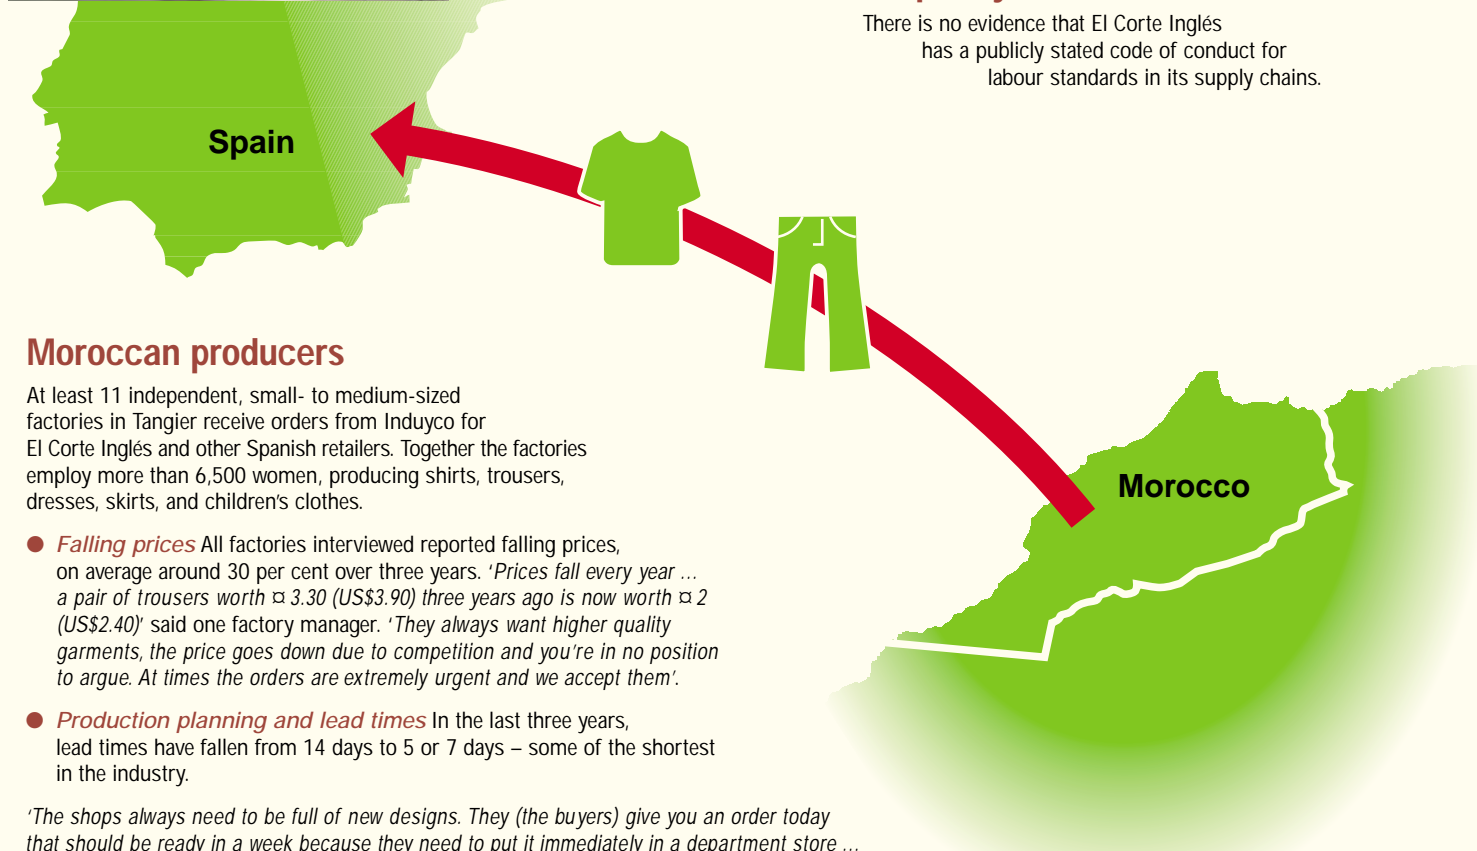 There is no evidence that El Corte Inglés
has a publicly stated code of conduct for
labour standards in its supply chains.
Spain
Morocco
Moroccan producers
At least 11 independent, small- to medium-sized
factories in Tangier receive orders from Induyco for
El Corte Inglés and other Spanish retailers. Together the factories
employ more than 6,500 women, producing shirts, trousers,
dresses, skirts, and children's clothes.
● Falling prices All factories interviewed reported falling prices,
on average around 30 per cent over three years. 'Prices fall every year ...
a pair of trousers worth ¤ 3.30 (US$3.90) three years ago is now worth ¤ 2
(US$2.40)' said one factory manager. 'They always want higher quality
garments, the price goes down due to competition and you're in no position
to argue. At times the orders are extremely urgent and we accept them'.
● Production planning and lead times In the last three years,
lead times have fallen from 14 days to 5 or 7 days – some of the shortest
in the industry.
'The shops always need to be full of new designs. They (the buyers) give you an order today
that should be ready in a week because they need to put it immediately in a department store ...